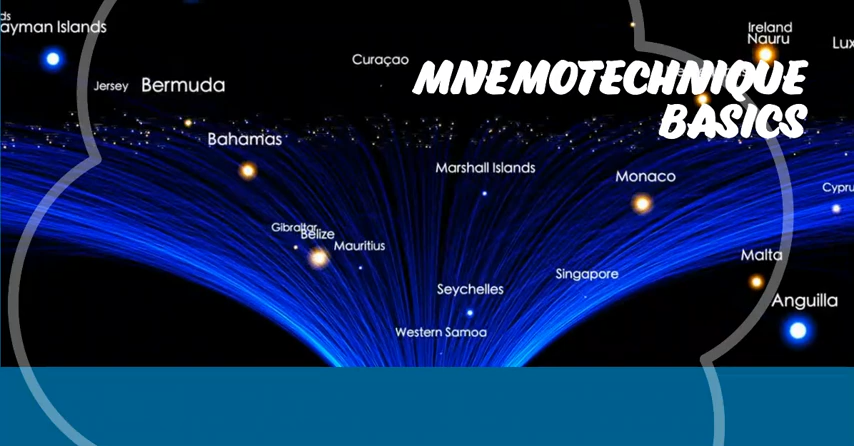 ds
ayman Islands
Ireland
Nauru
Lux
Curaçao
Jersey
Bermuda
MNEMOTECHNIQUE
BASICS
Bahamas
Marshall Islands
Monaco
Cypru
Gibraltar
Belize
Mauritius
Malta
Singapore
Seychelles
Anguilla
Western Samoa